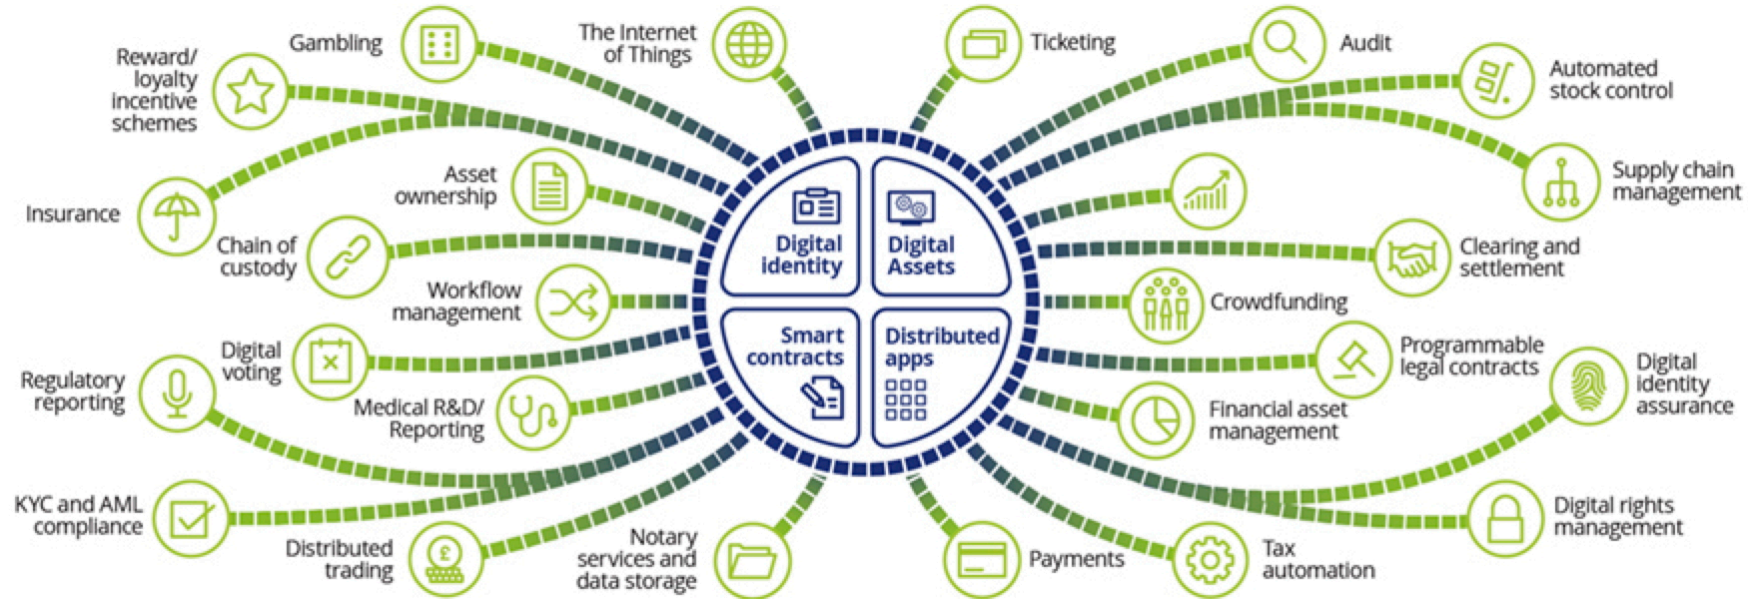 Gambling
The Internet
of Things
Ticketing
Audit
Reward/
loyalty
incentive
schemes
Automated
stock control
Asset
ownership
Supply chain
management
Insurance
Chain of
custody
Digital
identity
Digital
Assets
Clearing and
settlement
Workflow
management
Crowdfunding
Smart
contracts
Distributed
apps
Digital
voting
Programmable
legal contracts
Regulatory
reporting
Digital
identity
assurance
Medical R&D/
Reporting
Financial asset
management
KYC and AML
compliance
Digital rights
management
Distributed
trading
£
Notary
services and
data storage
Payments
Tax
automation